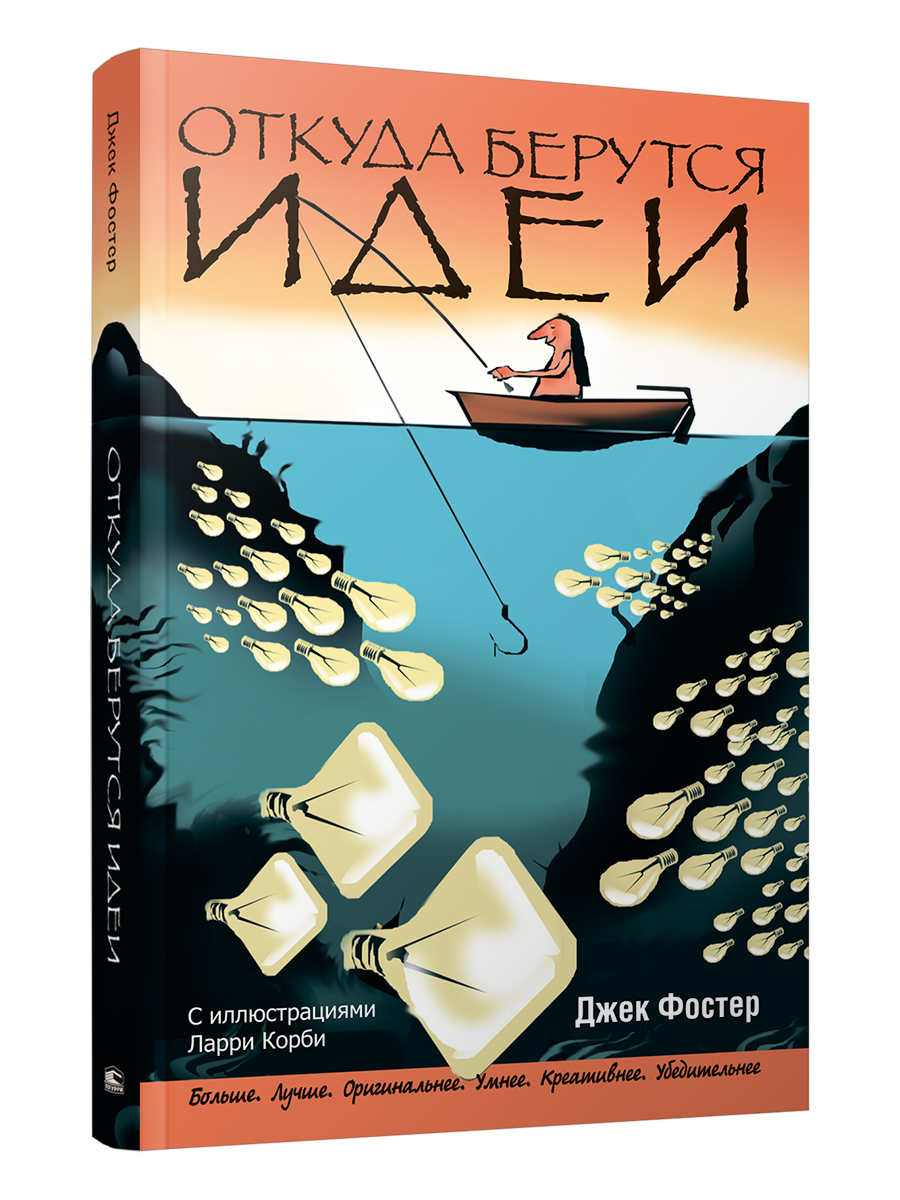 ОТКУДА БЕРУТСЯ
ИДЕИ
С иллюстрациями
Ларри Корби
Джек Фостер
Больше. Лучше. Оригинальнее. Умнее. Креативнее. Убедительнее
Джек Фостер
ОТКУДА БЕРУТСЯ ИДЕИ